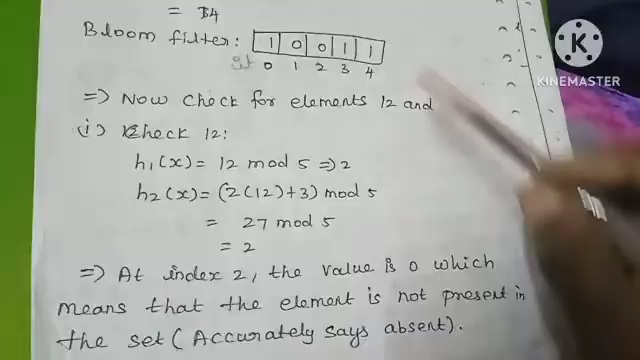 = 4
Bloom filter: 1 0 0 1 1
0 1 2 3 4
=> Now check for elements 12 and
(i) Check 12:
h1(x) = 12 mod 5 => 2
h2(x) = (2(12)+3) mod 5
= 27 mod 5
= 2
=> At index 2, the value is 0 which
means that the element is not present in
the set (Accurately says absent).
K
KINEMASTER